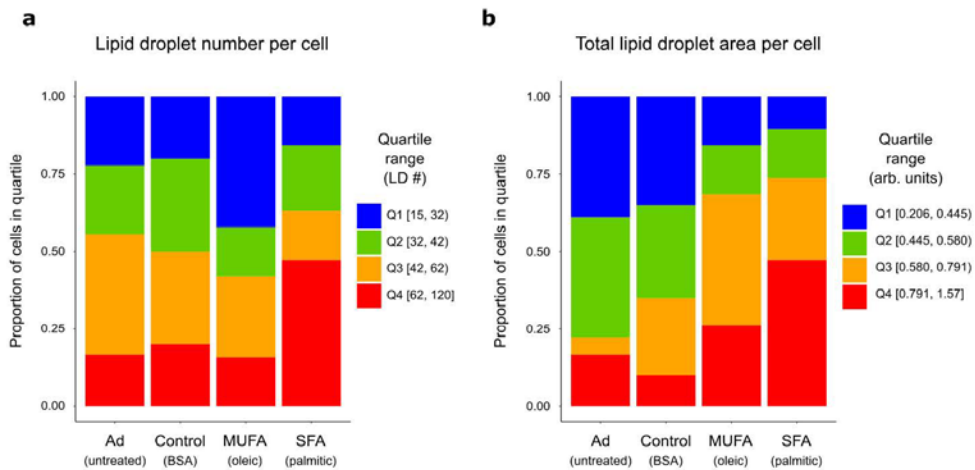 a
Lipid droplet number per cell
Proportion of cells in quartile
1.00
0.75
0.50
0.25
0.00
Ad
(untreated)
Control
(BSA)
MUFA
(oleic)
SFA
(palmitic)
Quartile
range
(LD #)
Q1 [15, 32)
Q2 [32, 42)
Q3 [42, 62)
Q4 [62, 120]
b
Total lipid droplet area per cell
Proportion of cells in quartile
1.00
0.75
0.50
0.25
0.00
Ad
(untreated)
Control
(BSA)
MUFA
(oleic)
SFA
(palmitic)
Quartile
range
(arb. units)
Q1 [0.206, 0.445)
Q2 [0.445, 0.580)
Q3 [0.580, 0.791)
Q4 [0.791, 1.57]